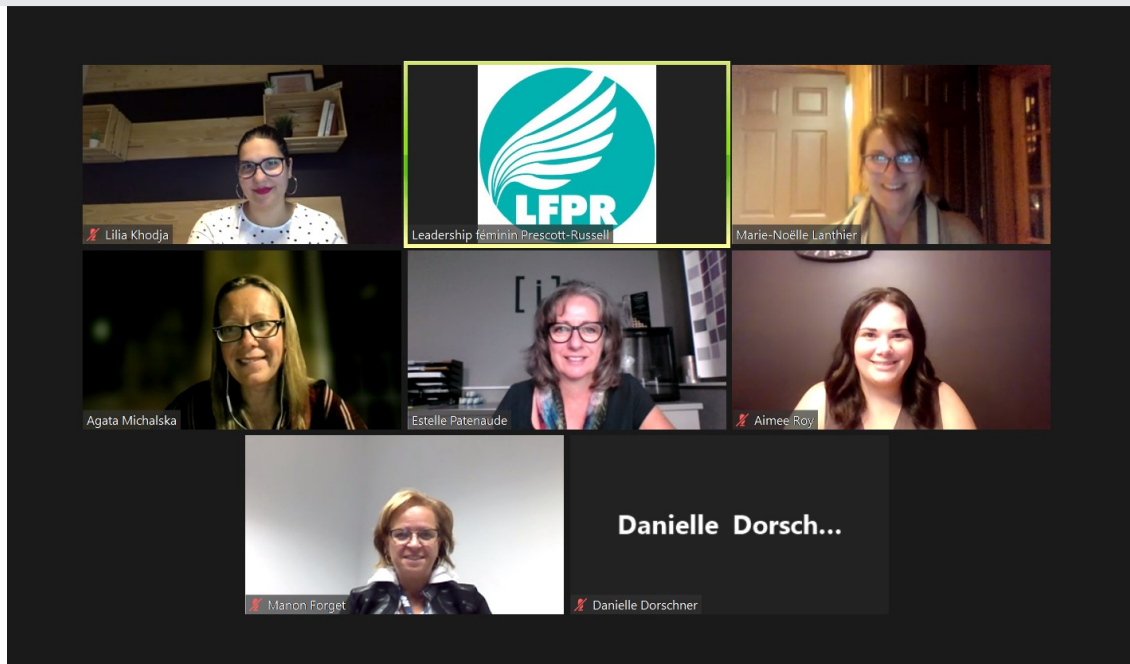 Lilia Khodja
LFPR
Leadership féminin Prescott-Russell
Marie-Noëlle Lanthier
Agata Michalska
[i]
Estelle Patenaude
Aimee Roy
Manon Forget
Danielle Dorsch...
Danielle Dorschner